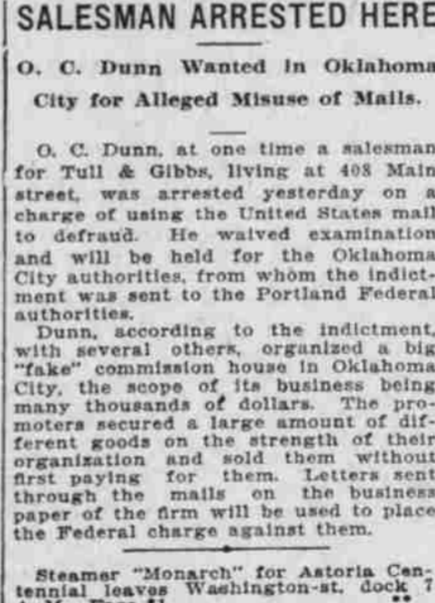 SALESMAN ARRESTED HERE
O. C. Dunn Wanted in Oklahoma
City for Alleged Misuse of Mails.
O. C. Dunn, at one time a salesman
for Tull & Gibbs, living at 408 Main
street, was arrested yesterday on a
charge of using the United States mail
to defraud. He waived examination
and will be held for the Oklahoma
City authorities, from whom the indict-
ment was sent to the Portland Federal
authorities.
Dunn, according to the indictment,
with several others, organized a big
"fake" commission house in Oklahoma
City, the scope of its business being
many thousands of dollars. The pro-
moters secured a large amount of dif-
ferent goods on the strength of their
organization and sold them without
first paying for them. Letters sent
through the mails on the business
paper of the firm will be used to place
the Federal charge against them.
Steamer "Monarch" for Astoria Cen-
tennial leaves Washington-st. dock 7